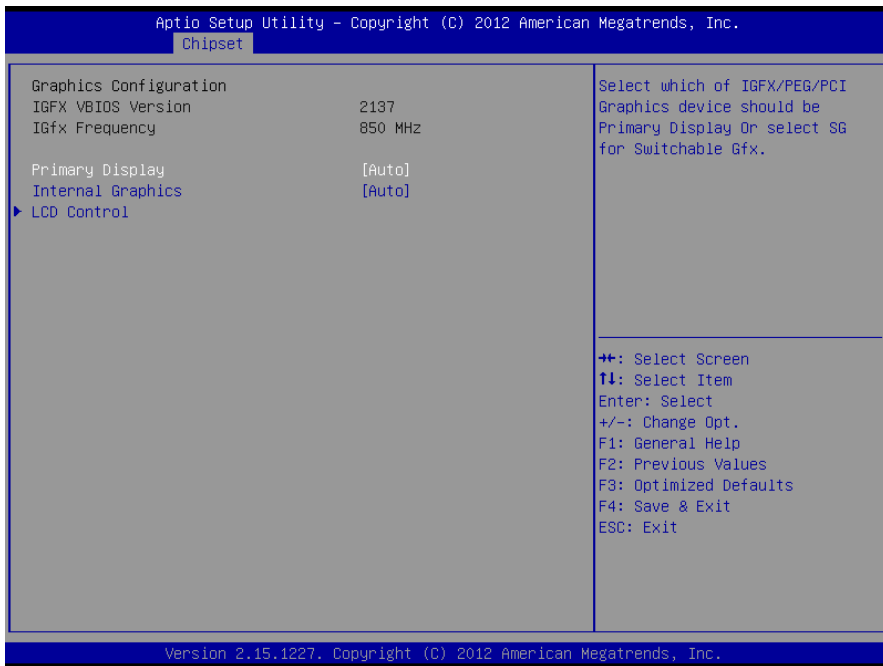 Aptio Setup Utility – Copyright (C) 2012 American Megatrends, Inc.
Chipset
Graphics Configuration
IGFX VBIOS Version 2137
IGfx Frequency 850 MHz
Primary Display [Auto]
Internal Graphics [Auto]
LCD Control
Select which of IGFX/PEG/PCI
Graphics device should be
Primary Display Or select SG
for Switchable Gfx.
→←: Select Screen
↑↓: Select Item
Enter: Select
+/-: Change Opt.
F1: General Help
F2: Previous Values
F3: Optimized Defaults
F4: Save & Exit
ESC: Exit
Version 2.15.1227. Copyright (C) 2012 American Megatrends, Inc.